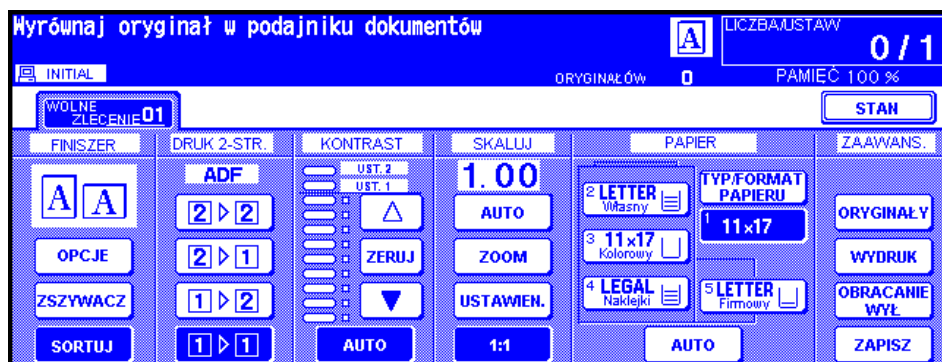 Wyrównaj oryginał w podajniku dokumentów
A
LICZBA/USTAW
0 / 1
INITIAL
ORYGINAŁÓW 0
PAMIĘĆ 100 %
WOLNE
ZLECENIE 01
STAN
FINISZER
DRUK 2-STR.
KONTRAST
SKALUJ
PAPIER
ZAAWANS.
A A
OPCJE
ZSZYWACZ
SORTUJ
ADF
2 ▷ 2
2 ▷ 1
1 ▷ 2
1 ▷ 1
UST. 2
UST. 1
ZERUJ
AUTO
1.00
AUTO
ZOOM
USTAWIEN.
1:1
2 LETTER
Własny
3 11x17
Kolorowy
4 LEGAL
Naklejki
TYP/FORMAT
PAPIERU
1 11x17
5 LETTER
Firmowy
AUTO
ORYGINAŁY
WYDRUK
OBRACANIE
WYŁ
ZAPISZ